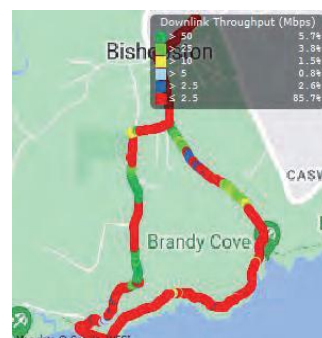 Downlink Throughput (Mbps)
> 50 5.7%
> 25 3.8%
> 10 1.5%
> 5 0.8%
> 2.5 2.6%
≤ 2.5 85.7%
CASW
Brandy Cove